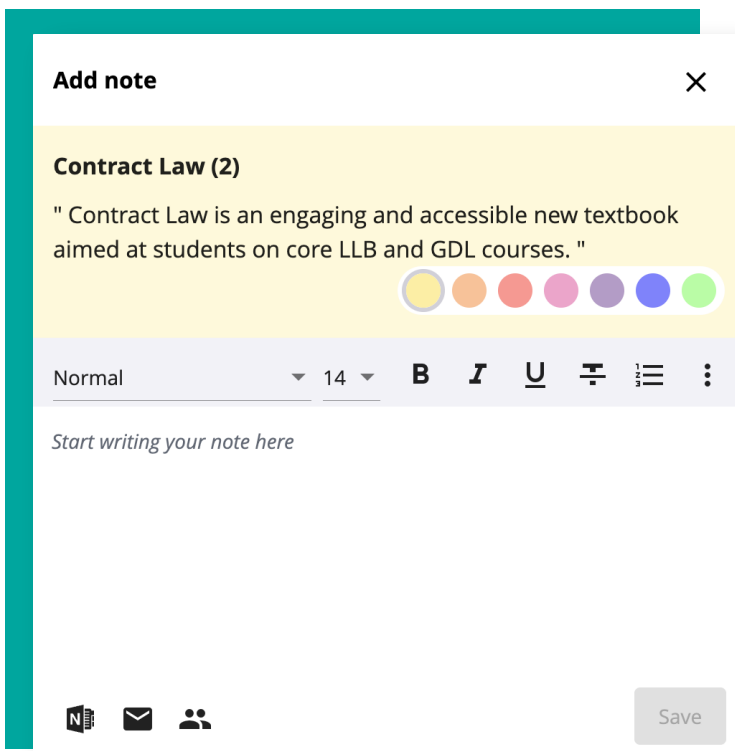 Add note
Contract Law (2)
" Contract Law is an engaging and accessible new textbook
aimed at students on core LLB and GDL courses. "
Normal 14 B I U T
Start writing your note here
N Save